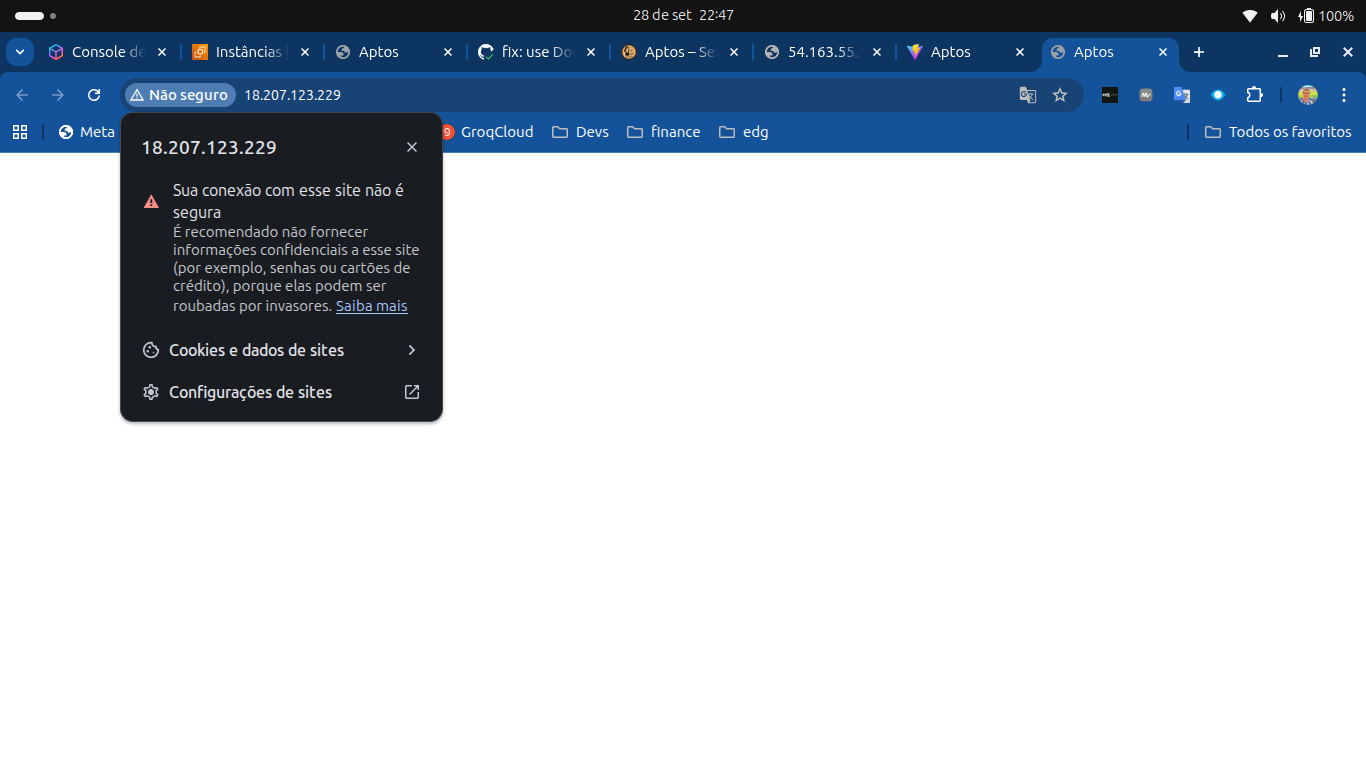 28 de set 22:47
100%
Console de
Instâncias
Aptos
fix: use Do
Aptos – Se
54.163.55.
Aptos
Aptos
Não seguro
18.207.123.229
Meta
9
GroqCloud
Devs
finance
edg
Todos os favoritos
18.207.123.229
Sua conexão com esse site não é
segura
É recomendado não fornecer
informações confidenciais a esse site
(por exemplo, senhas ou cartões de
crédito), porque elas podem ser
roubadas por invasores. Saiba mais
Cookies e dados de sites
Configurações de sites